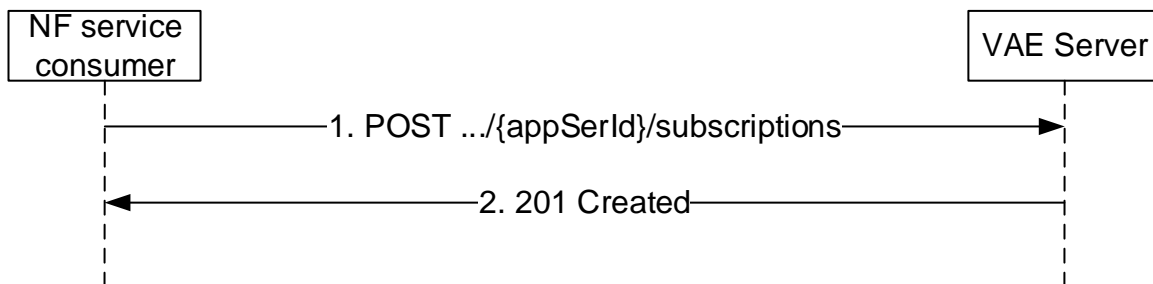 NF service
consumer
VAE Server
1. POST .../{appSerId}/subscriptions
2. 201 Created